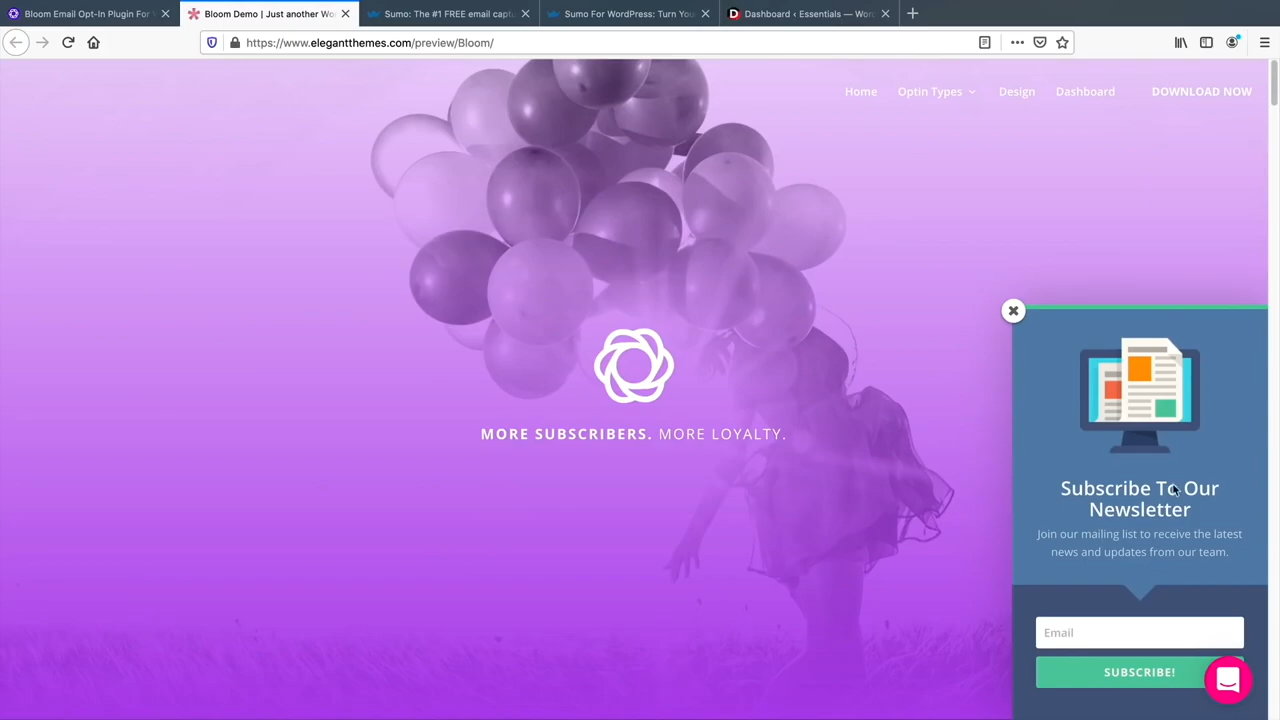 Bloom Email Opt-In Plugin For
Bloom Demo | Just another Wo
Sumo: The #1 FREE email captu
Sumo For WordPress: Turn You
Dashboard ‹ Essentials — Wor
https://www.elegantthemes.com/preview/Bloom/
Home
Optin Types
Design
Dashboard
DOWNLOAD NOW
MORE SUBSCRIBERS. MORE LOYALTY.
Subscribe To Our
Newsletter
Join our mailing list to receive the latest
news and updates from our team.
Email
SUBSCRIBE!